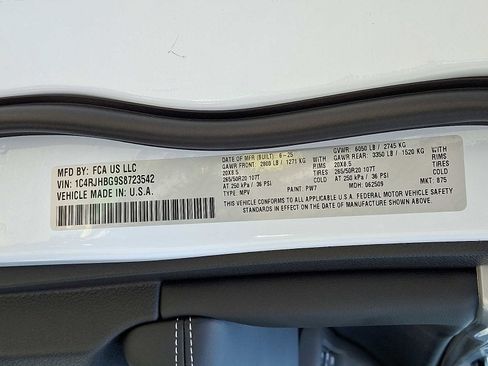 MFD BY: FCA US LLC
VIN: 1C4RJHBG9S8723542
VEHICLE MADE IN: U.S.A.
DATE OF MFR (BUILT): 6-25 GVWR: 6050 LB / 2745 KG
GAWR FRONT: 2800 LB / 1271 KG WITH GAWR REAR: 3350 LB / 1520 KG WITH
20X8.5 RIMS 20X8.5 RIMS
265/50R20 107T TIRES 265/50R20 107T TIRES
AT 250 kPa / 36 PSI COLD AT 250 kPa / 36 PSI COLD
TYPE: MPV PAINT: PW7 MDH: 062509 MKT: 875
THIS VEHICLE CONFORMS TO ALL APPLICABLE U.S.A. FEDERAL MOTOR VEHICLE SAFETY
STANDARDS IN EFFECT ON THE DATE OF MANUFACTURE SHOWN ABOVE.